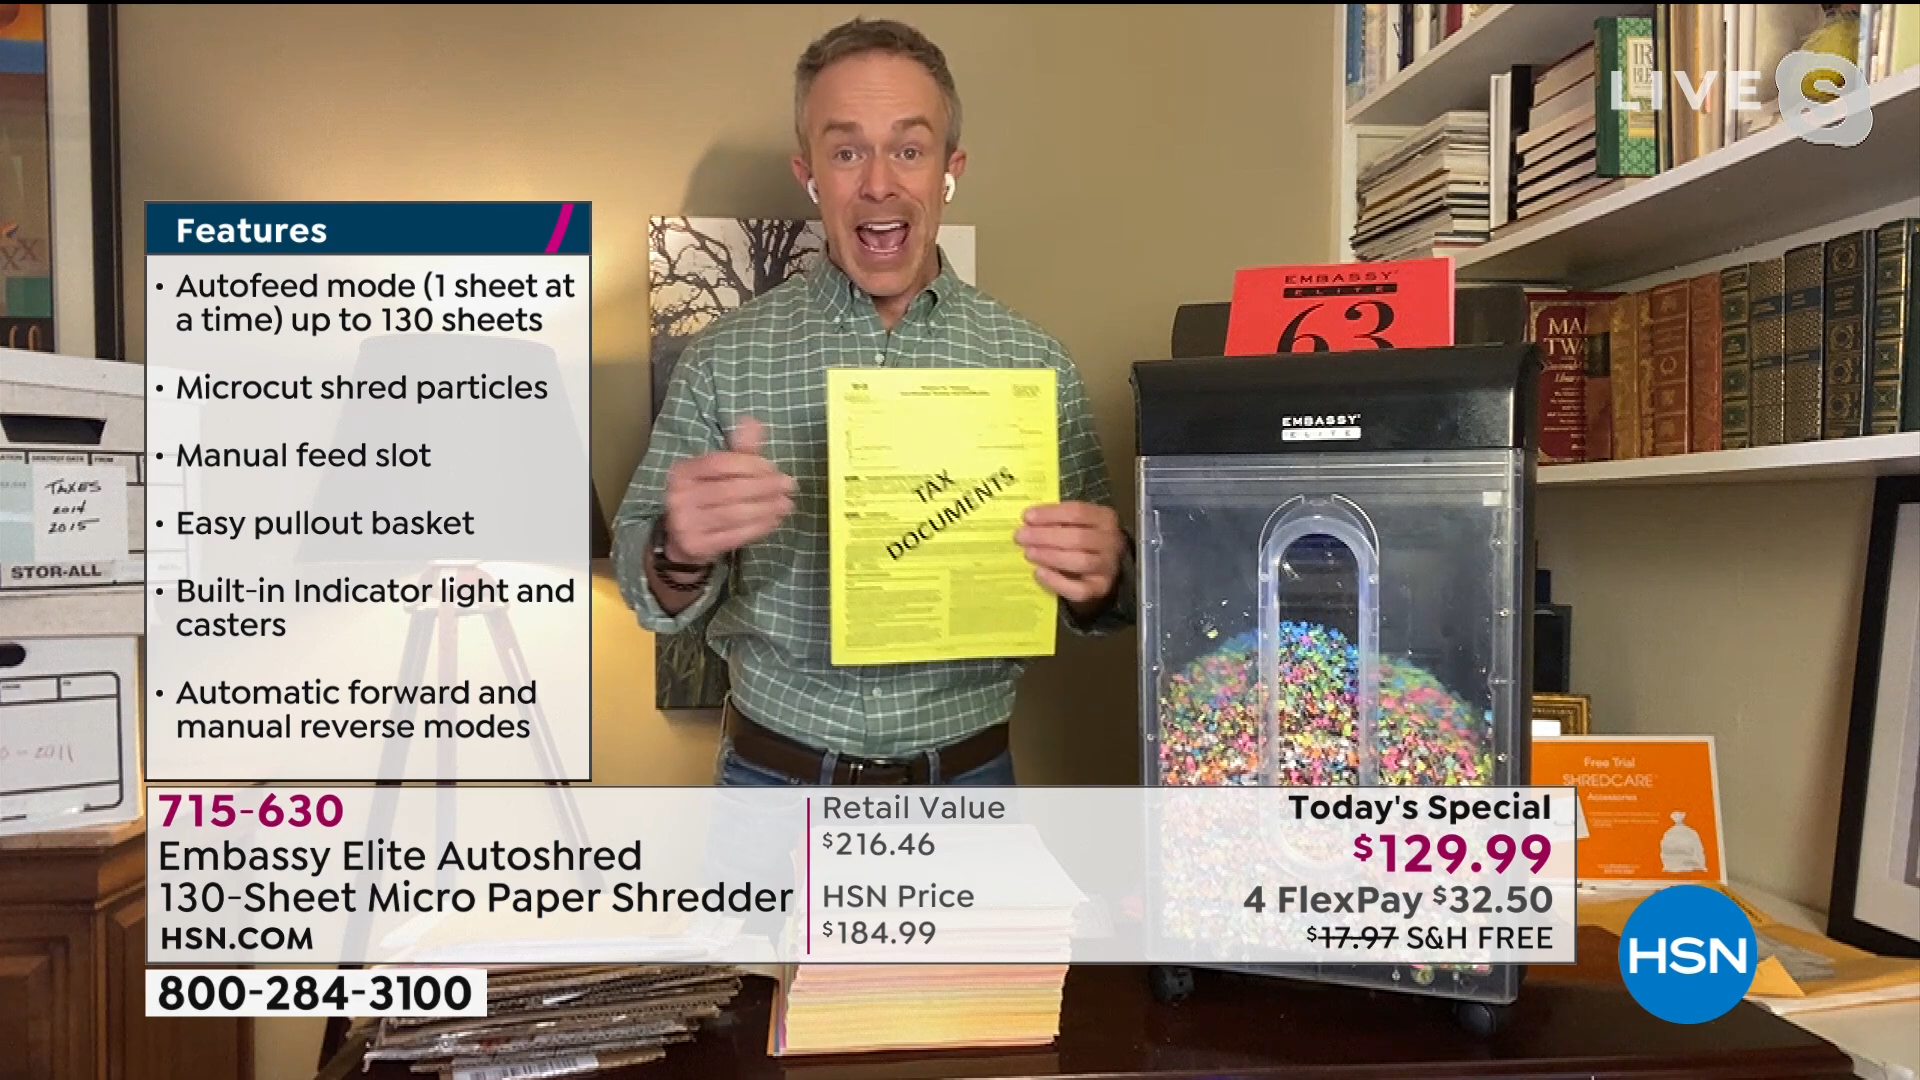 LIVE
Features
• Autofeed mode (1 sheet at
a time) up to 130 sheets
• Microcut shred particles
• Manual feed slot
• Easy pullout basket
• Built-in Indicator light and
casters
• Automatic forward and
manual reverse modes
TAXES
2014
2015
STOR-ALL
TAX
DOCUMENTS
EMBASSY
ELITE
63
EMBASSY
ELITE
Free Trial
SHREDCARE
Accessories
715-630
Embassy Elite Autoshred
130-Sheet Micro Paper Shredder
HSN.COM
Retail Value
$216.46
HSN Price
$184.99
Today's Special
$129.99
4 FlexPay $32.50
$17.97 S&H FREE
800-284-3100
HSN